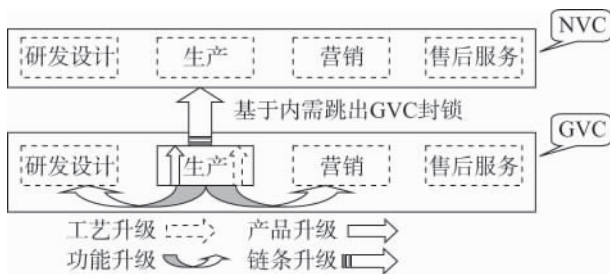 NVC
研发设计 生产 营销 售后服务
基于内需跳出GVC封锁
GVC
研发设计 生产 营销 售后服务
工艺升级 产品升级
功能升级 链条升级